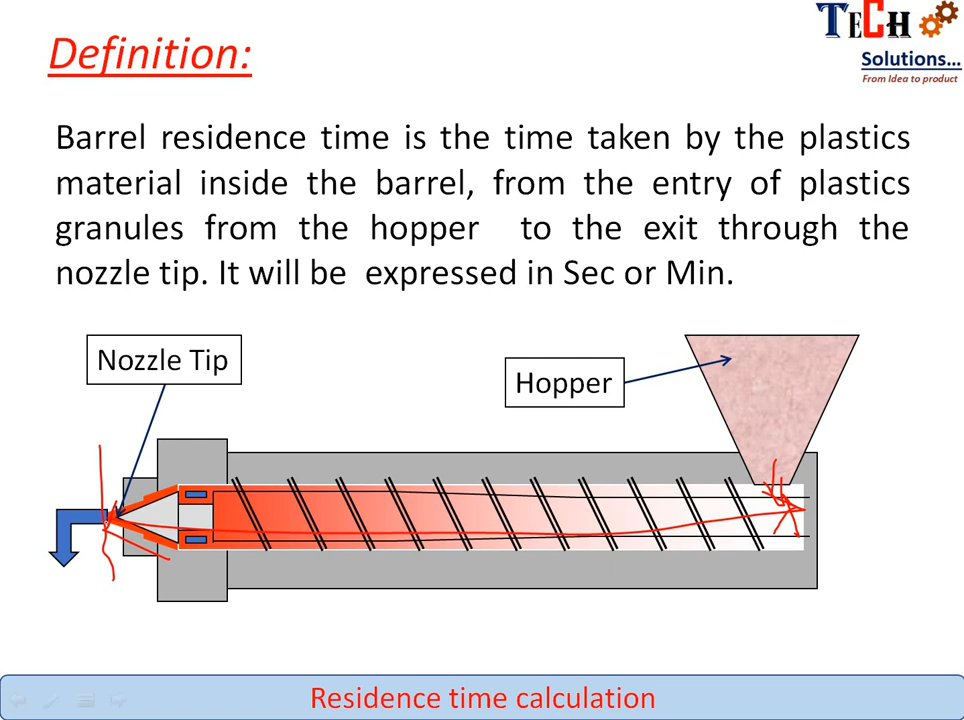 TECH
Solutions...
From Idea to product
Definition:
Barrel residence time is the time taken by the plastics
material inside the barrel, from the entry of plastics
granules from the hopper to the exit through the
nozzle tip. It will be expressed in Sec or Min.
Nozzle Tip
Hopper
Residence time calculation